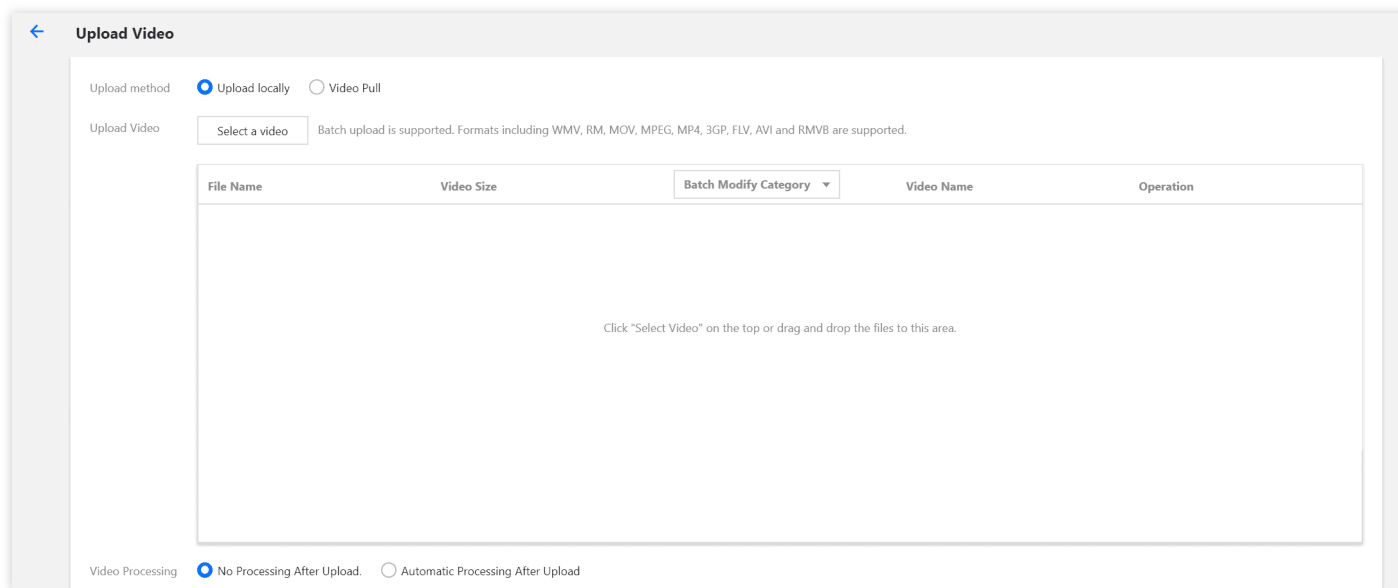 Upload Video
Upload method Upload locally Video Pull
Upload Video Select a video Batch upload is supported. Formats including WMV, RM, MOV, MPEG, MP4, 3GP, FLV, AVI and RMVB are supported.
File Name Video Size Batch Modify Category Video Name Operation
Click "Select Video" on the top or drag and drop the files to this area.
Video Processing No Processing After Upload. Automatic Processing After Upload